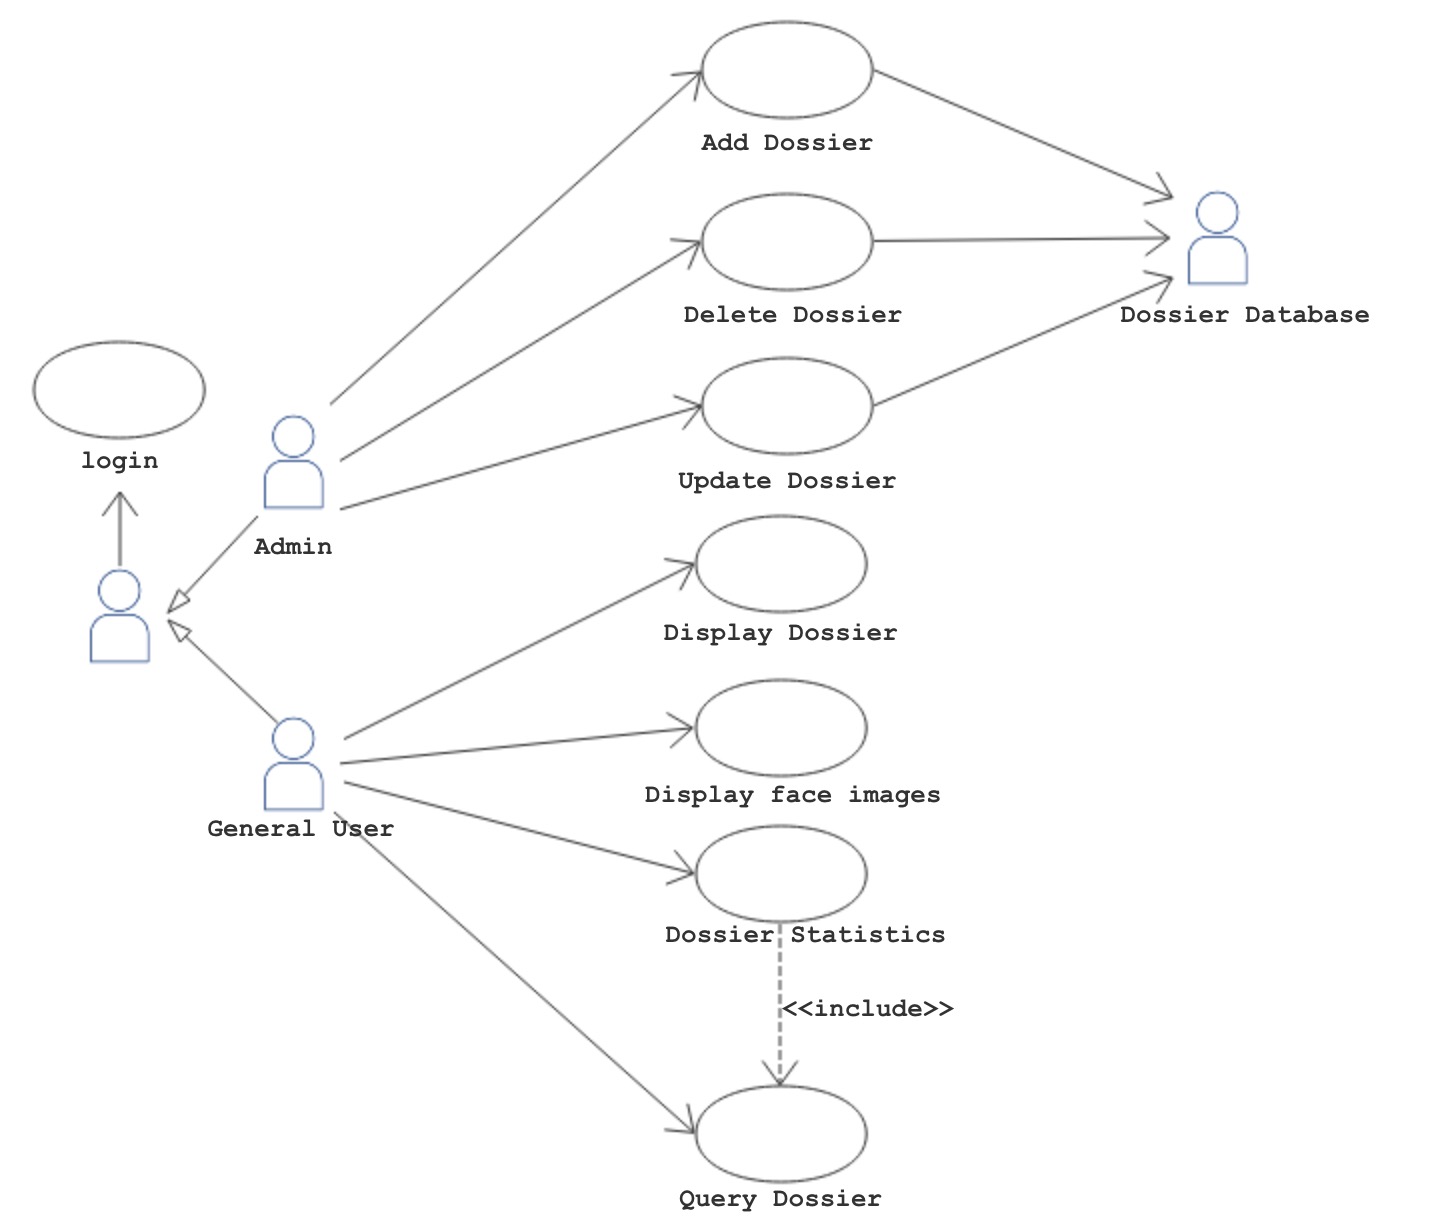 Add Dossier
Delete Dossier
Dossier Database
login
Update Dossier
Admin
Display Dossier
Display face images
General User
Dossier Statistics
<<include>>
Query Dossier